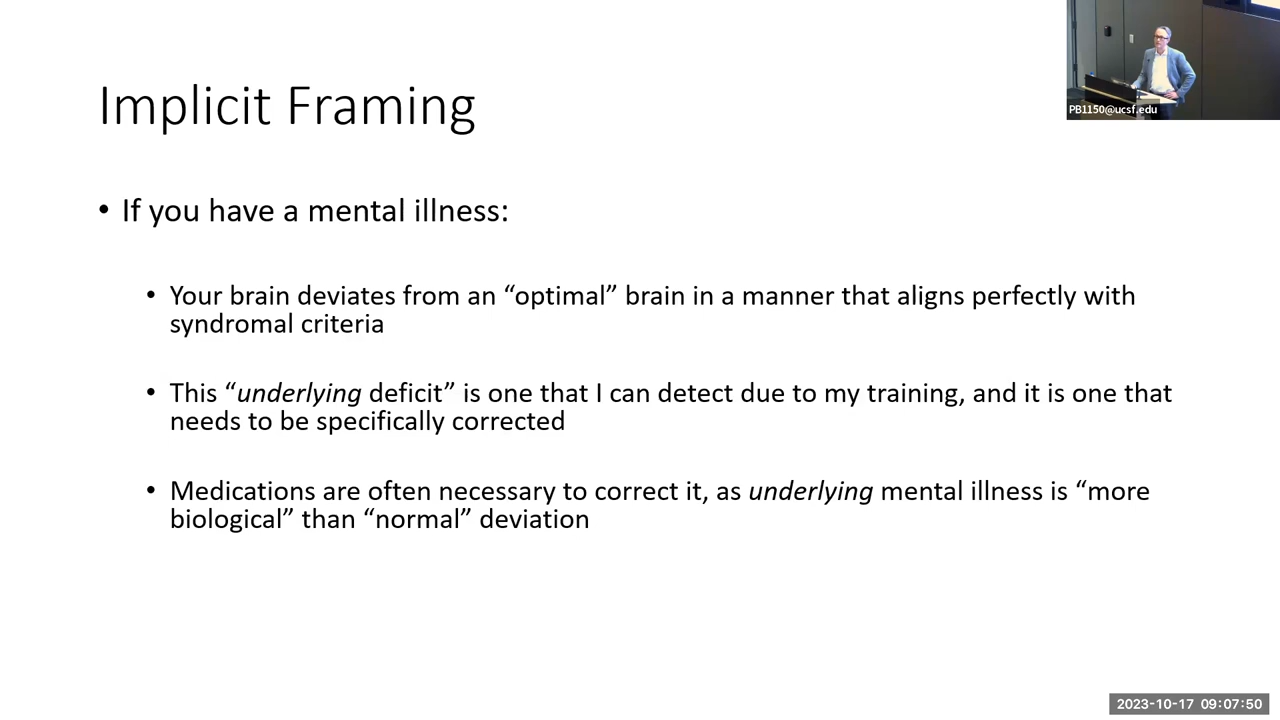 PB1150@ucsf.edu
Implicit Framing
• If you have a mental illness:
• Your brain deviates from an “optimal” brain in a manner that aligns perfectly with
syndromal criteria
• This “underlying deficit” is one that I can detect due to my training, and it is one that
needs to be specifically corrected
• Medications are often necessary to correct it, as underlying mental illness is “more
biological” than “normal” deviation
2023-10-17 09:07:50